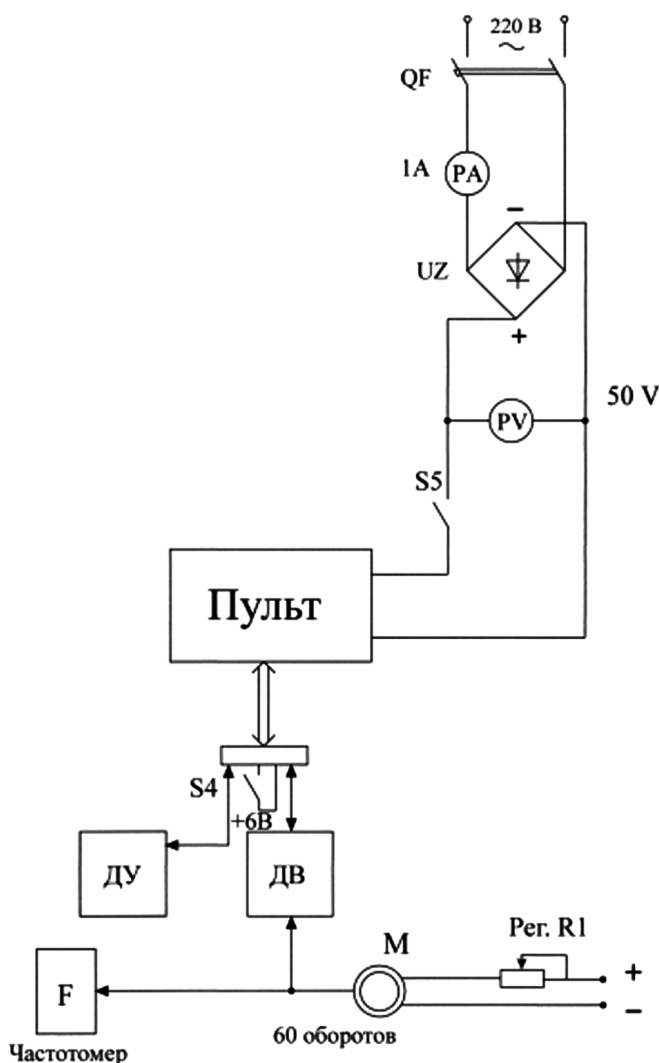 220 В
QF
1А
PA
−
UZ
+
50 V
PV
S5
Пульт
S4
+6В
ДУ
ДВ
М
Рег. R1
+
−
F
60 оборотов
Частотомер